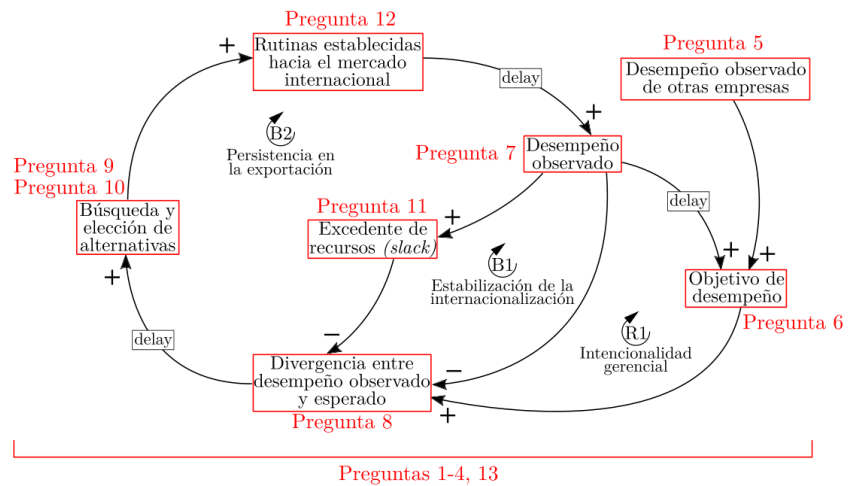 Pregunta 12
Rutinas establecidas
hacia el mercado
internacional
+
delay
Pregunta 5
Desempeño observado
de otras empresas
B2
Persistencia en
la exportación
+
Pregunta 7
Desempeño
observado
Pregunta 9
Pregunta 10
Búsqueda y
elección de
alternativas
+
Pregunta 11
Excedente de
recursos (slack)
+
delay
+
+
B1
Estabilización de la
internacionalización
Objetivo de
desempeño
Pregunta 6
R1
Intencionalidad
gerencial
delay
−
Divergencia entre
desempeño observado
y esperado
−
+
Pregunta 8
Preguntas 1-4, 13